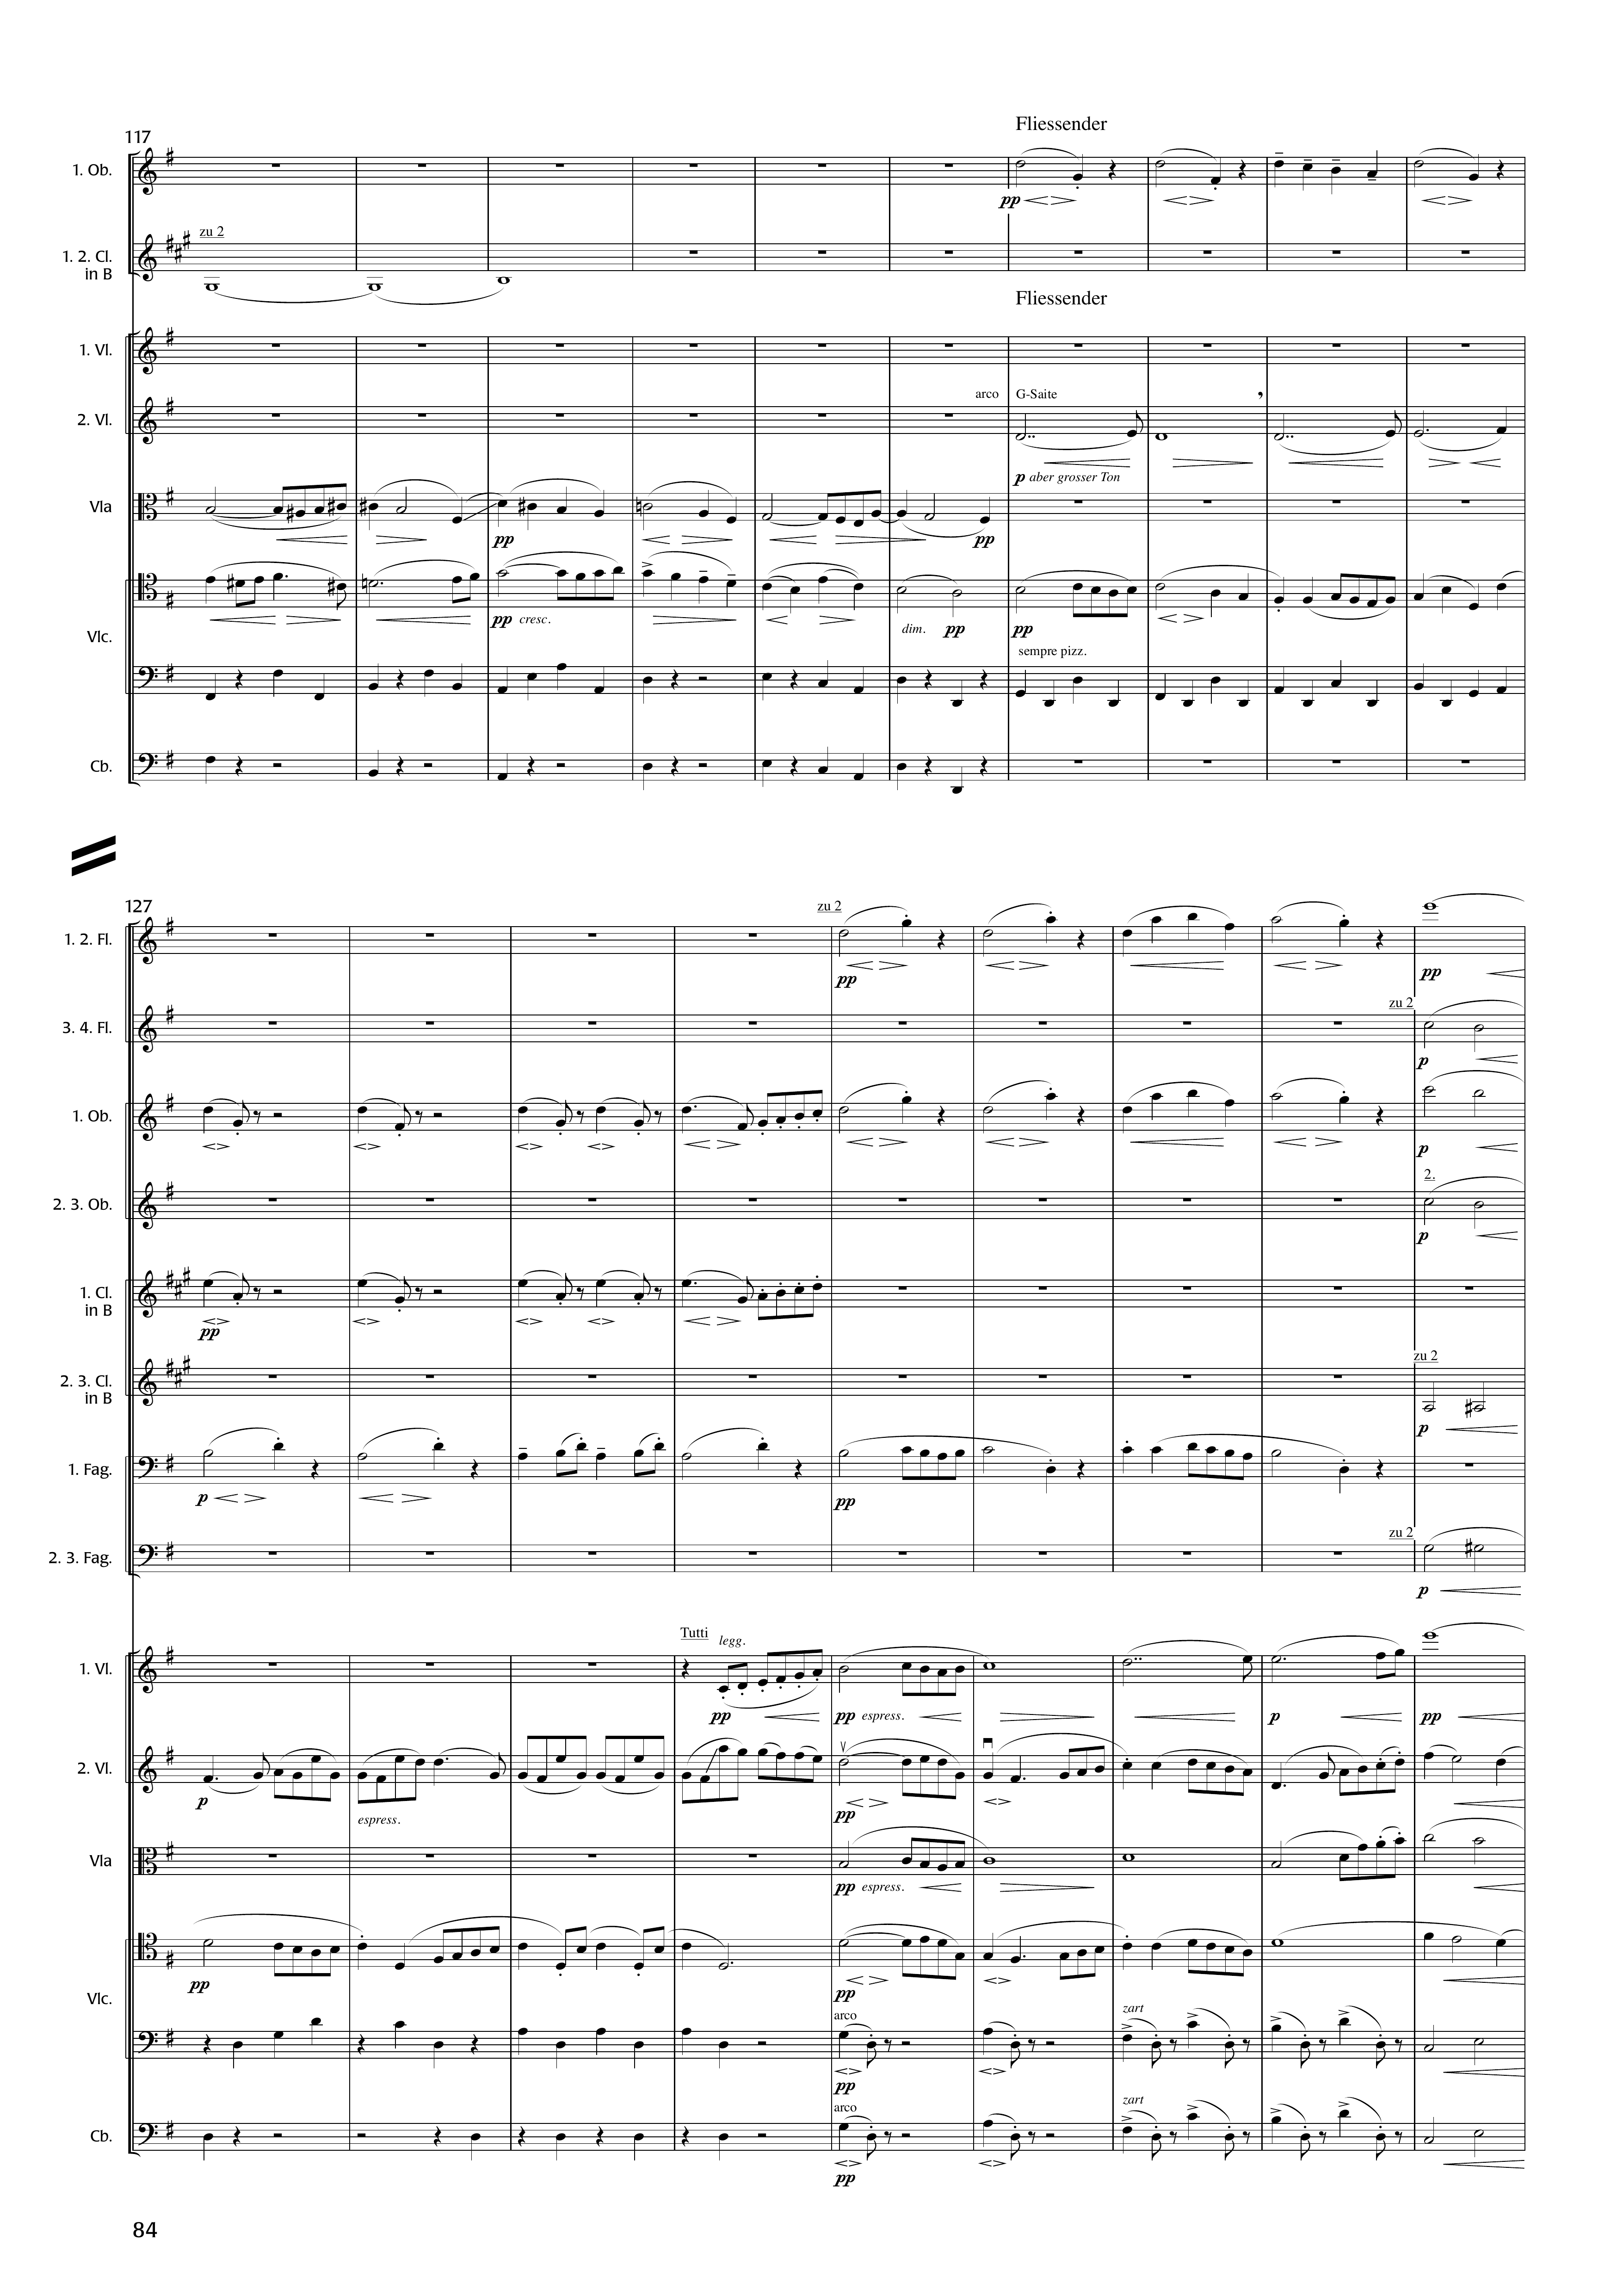 Fliessender
117
1. Ob.
zu 2
1. 2. Cl.
in B
Fliessender
1. Vl.
arco G-Saite
2. Vl.
p aber grosser Ton
Vla
pp pp
pp cresc. dim. pp pp
Vlc.
sempre pizz.
Cb.
pp
127
zu 2
1. 2. Fl.
pp pp
zu 2
3. 4. Fl.
p
1. Ob.
p
2.
2. 3. Ob.
p
1. Cl.
in B
pp
zu 2
2. 3. Cl.
in B
p
1. Fag.
p pp
zu 2
2. 3. Fag.
p
Tutti legg.
1. Vl.
pp pp espress. p pp
2. Vl.
p espress. pp
Vla
pp espress.
pp pp
Vlc.
arco zart
pp
arco zart
Cb.
pp
84